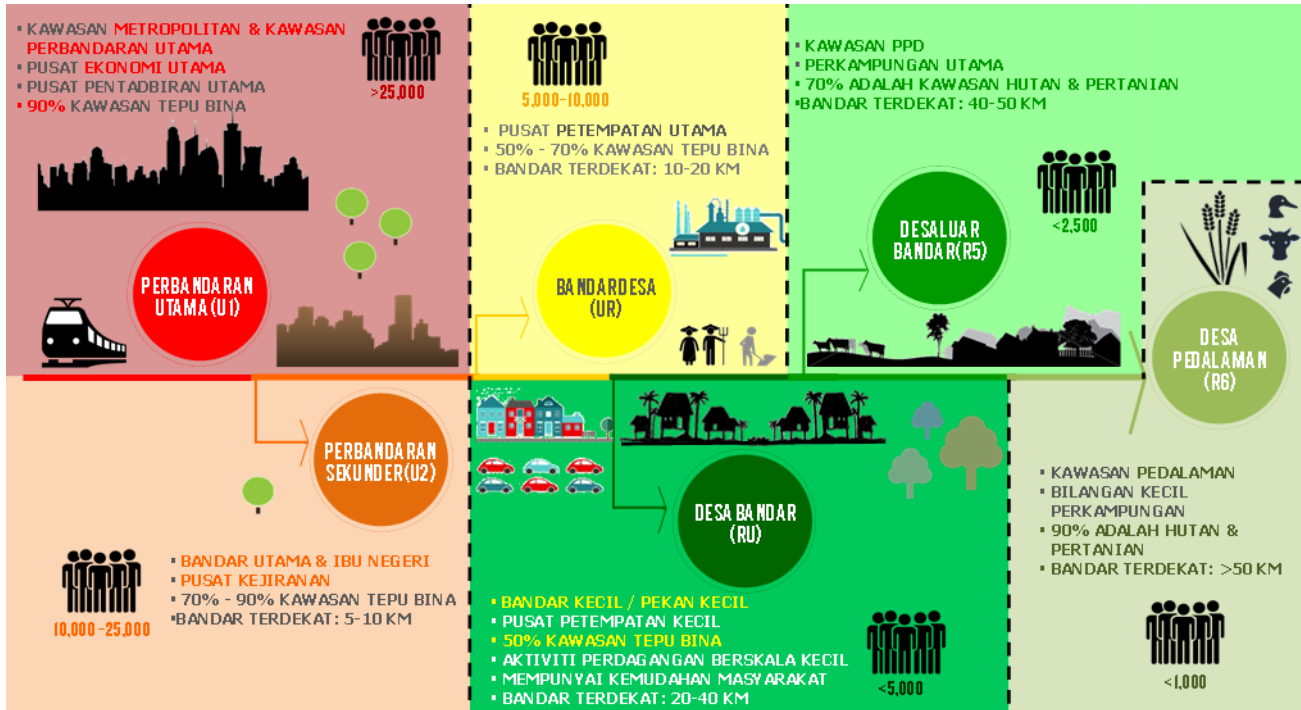 ▪ KAWASAN METROPOLITAN & KAWASAN
PERBANDARAN UTAMA
▪ PUSAT EKONOMI UTAMA
▪ PUSAT PENTADBIRAN UTAMA
▪ 90% KAWASAN TEPU BINA
>25,000
PERBANDARAN
UTAMA(U1)
5,000-10,000
▪ PUSAT PETEMPATAN UTAMA
▪ 50% - 70% KAWASAN TEPU BINA
▪ BANDAR TERDEKAT: 10-20 KM
BANDARDESA
(UR)
▪ KAWASAN PPD
▪ PERKAMPUNGAN UTAMA
▪ 70% ADALAH KAWASAN HUTAN & PERTANIAN
▪BANDAR TERDEKAT: 40-50 KM
<2,500
DESALUAR
BANDAR(R5)
DESA
PEDALAMAN
(R6)
▪ KAWASAN PEDALAMAN
▪ BILANGAN KECIL
PERKAMPUNGAN
▪ 90% ADALAH HUTAN &
PERTANIAN
▪ BANDAR TERDEKAT: >50 KM
<1,000
PERBANDARAN
SEKUNDER(U2)
10,000-25,000
▪ BANDAR UTAMA & IBU NEGERI
▪ PUSAT KEJIRANAN
▪ 70% - 90% KAWASAN TEPU BINA
▪BANDAR TERDEKAT: 5-10 KM
DESA BANDAR
(RU)
▪ BANDAR KECIL / PEKAN KECIL
▪ PUSAT PETEMPATAN KECIL
▪ 50% KAWASAN TEPU BINA
▪ AKTIVITI PERDAGANGAN BERSKALA KECIL
▪ MEMPUNYAI KEMUDAHAN MASYARAKAT
▪ BANDAR TERDEKAT: 20-40 KM
<5,000